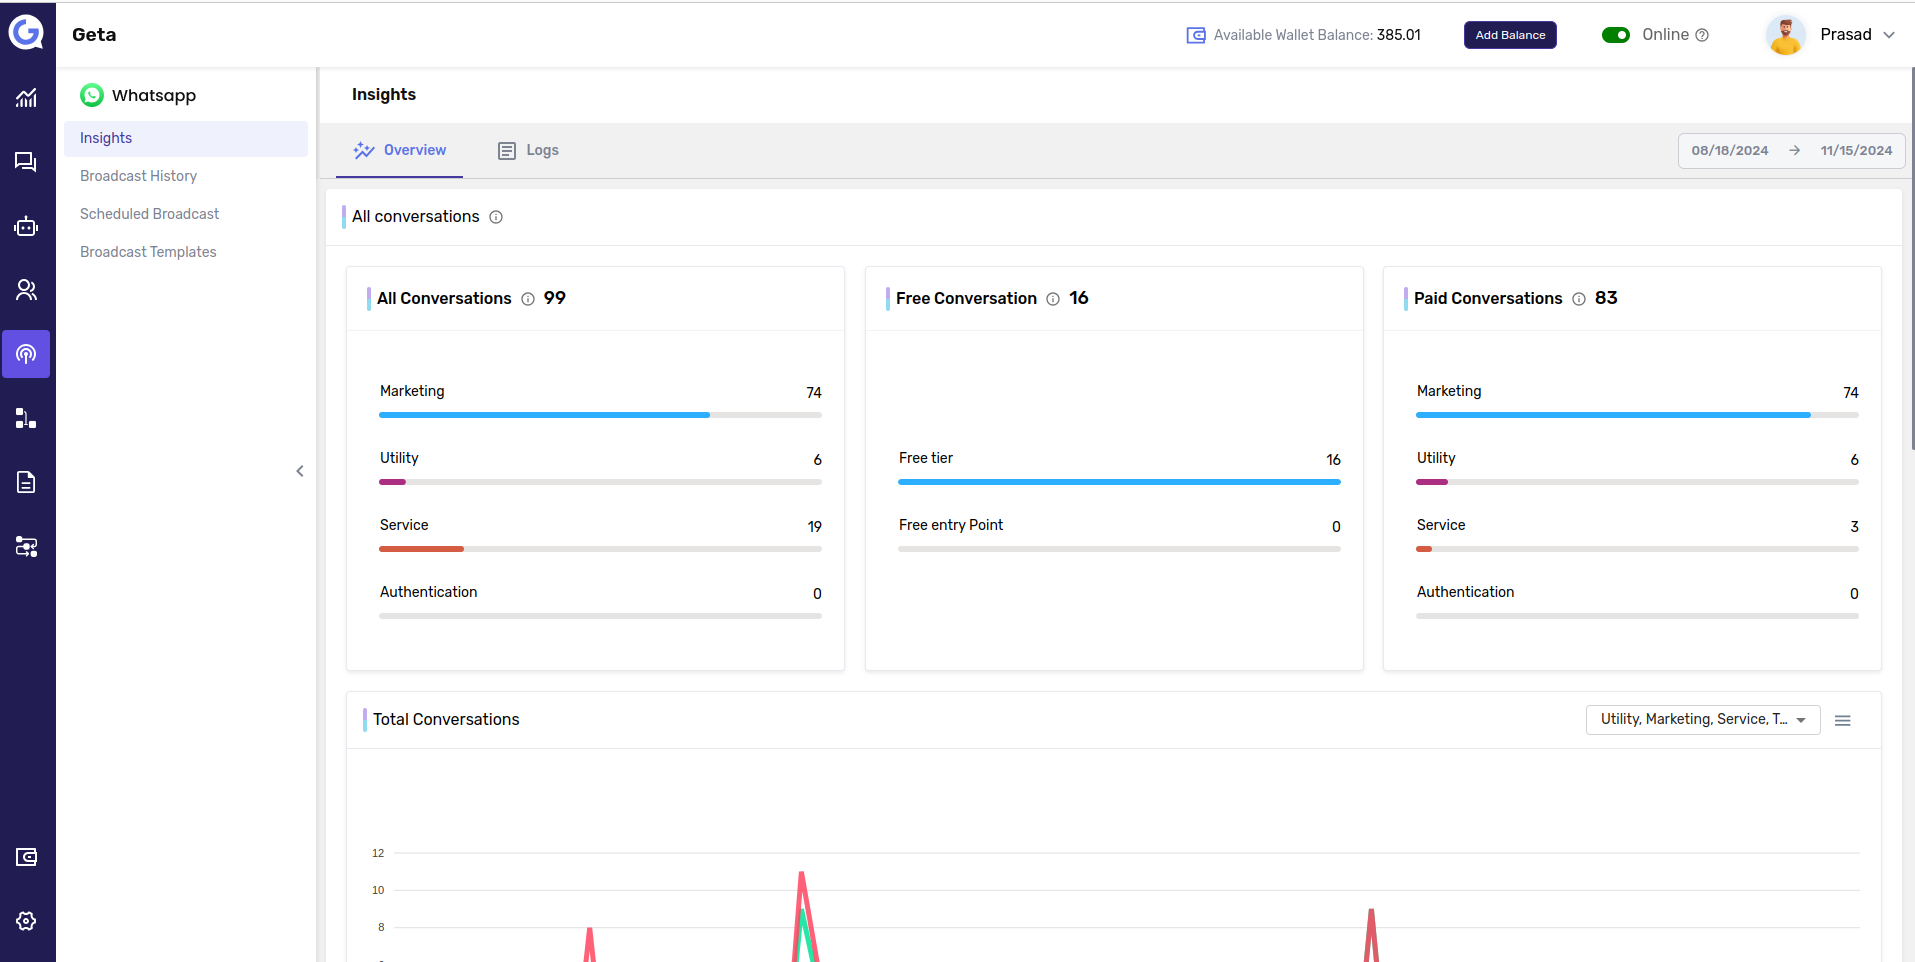 Geta
Available Wallet Balance: 385.01
Add Balance
Online
Prasad
Whatsapp
Insights
Broadcast History
Scheduled Broadcast
Broadcast Templates
Insights
Overview
Logs
08/18/2024 → 11/15/2024
All conversations
All Conversations 99
Marketing 74
Utility 6
Service 19
Authentication 0
Free Conversation 16
Free tier 16
Free entry Point 0
Paid Conversations 83
Marketing 74
Utility 6
Service 3
Authentication 0
Total Conversations
Utility, Marketing, Service, T...
12
10
8